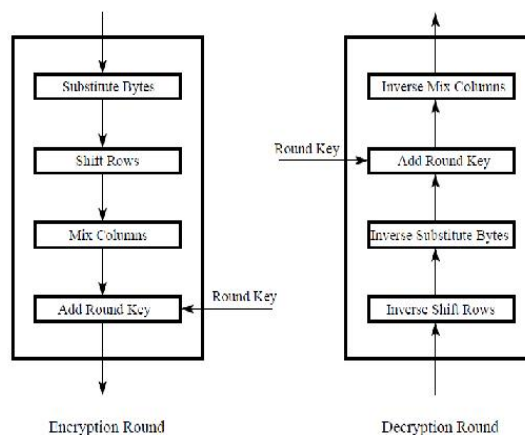 Substitute Bytes
Shift Rows
Mix Columns
Add Round Key
Round Key
Encryption Round
Inverse Mix Columns
Round Key
Add Round Key
Inverse Substitute Bytes
Inverse Shift Rows
Decryption Round